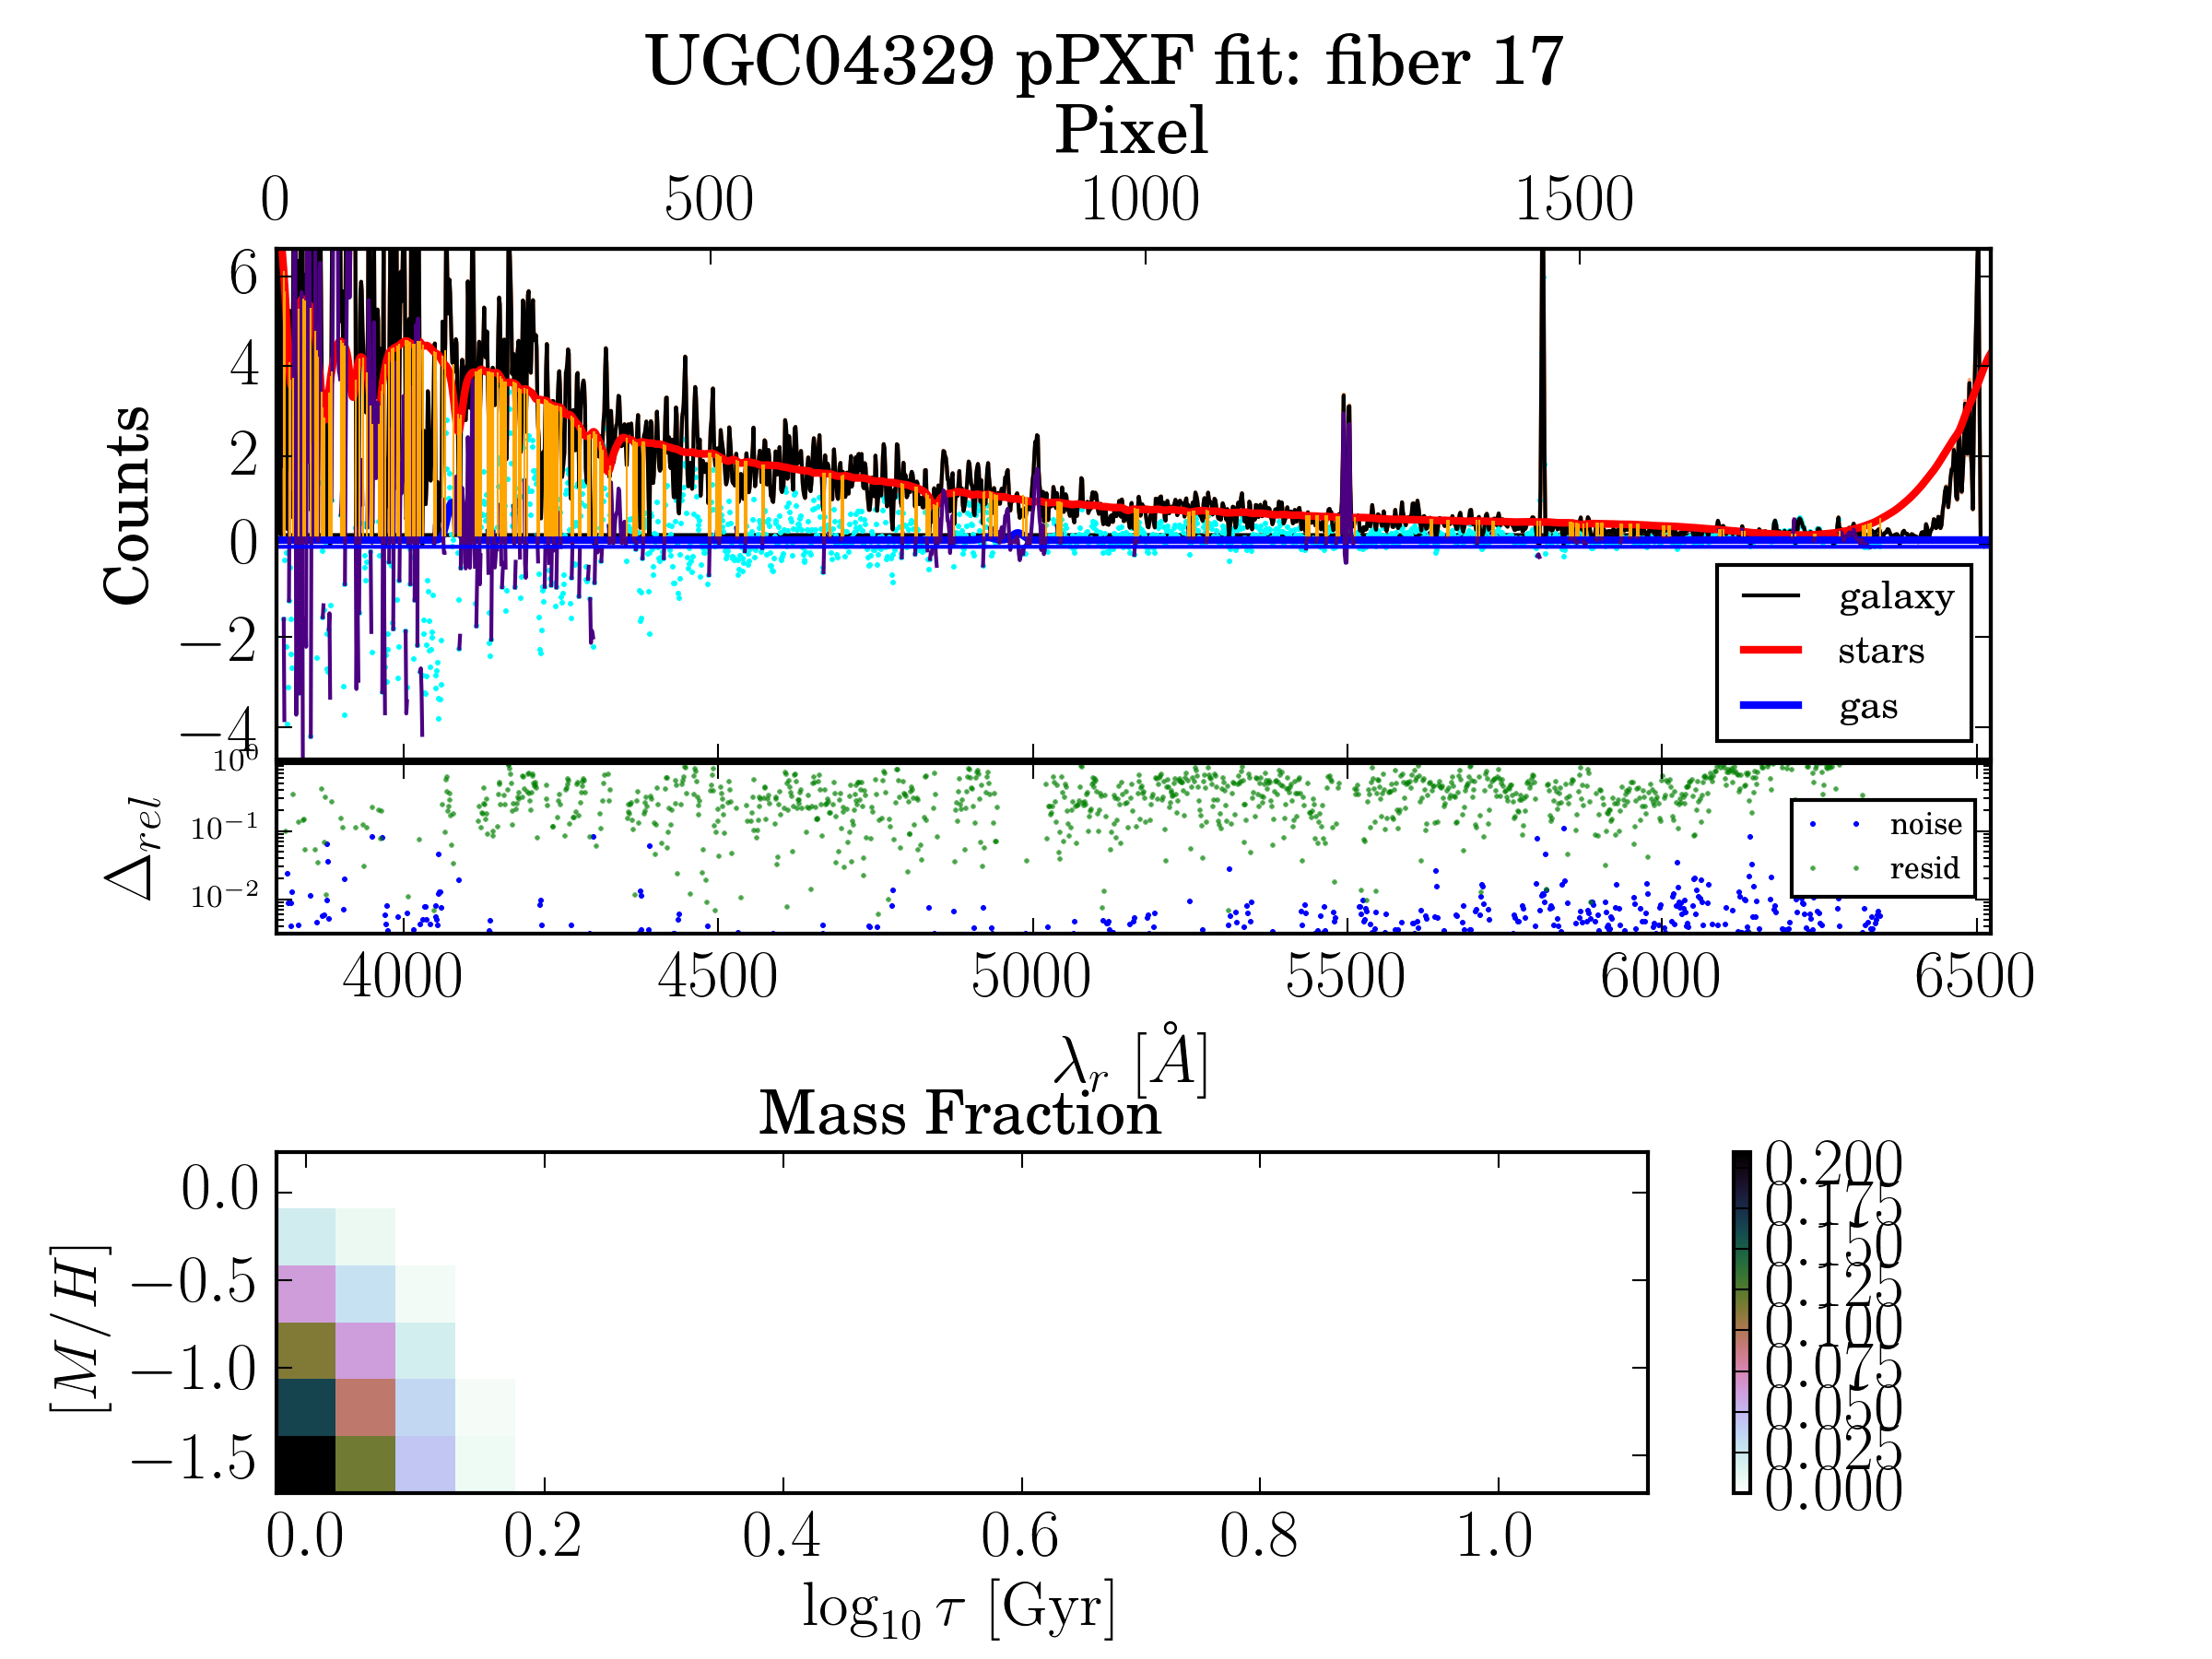 UGC04329 pPXF fit: fiber 17
Pixel
0 500 1000 1500
6
4
2
0
−2
−4
Counts
galaxy
stars
gas
10⁰
10⁻¹
10⁻²
Δrel
noise
resid
4000 4500 5000 5500 6000 6500
λr [Å]
Mass Fraction
0.0
−0.5
−1.0
−1.5
[M/H]
0.0 0.2 0.4 0.6 0.8 1.0
log₁₀ τ [Gyr]
0.200
0.175
0.150
0.125
0.100
0.075
0.050
0.025
0.000